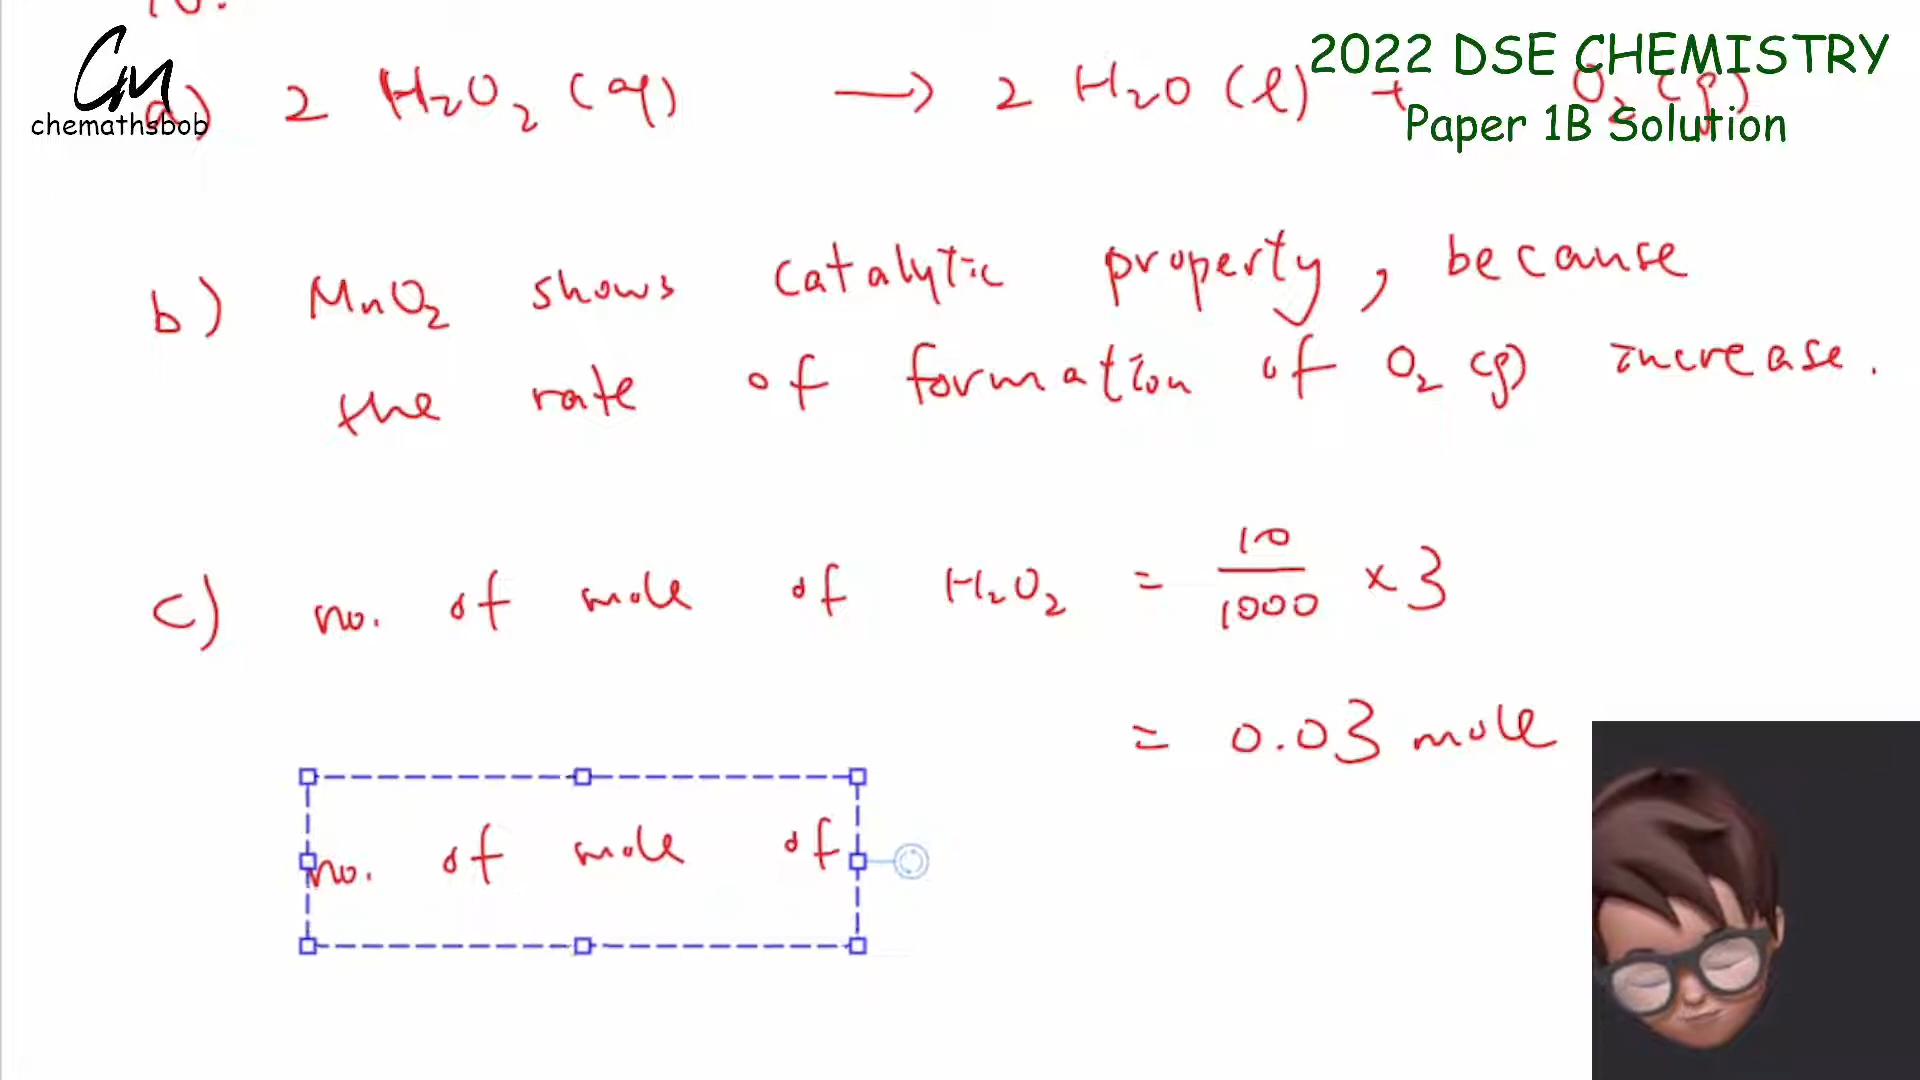 10.
Cm
chemathsbob
2022 DSE CHEMISTRY
Paper 1B Solution
a) 2 H₂O₂ (aq) → 2 H₂O (l) + O₂ (g)
b) MnO₂ shows catalytic property, because
the rate of formation of O₂ (g) increase.
c) no. of mole of H₂O₂ = 10/1000 × 3
= 0.03 mole
no. of mole of